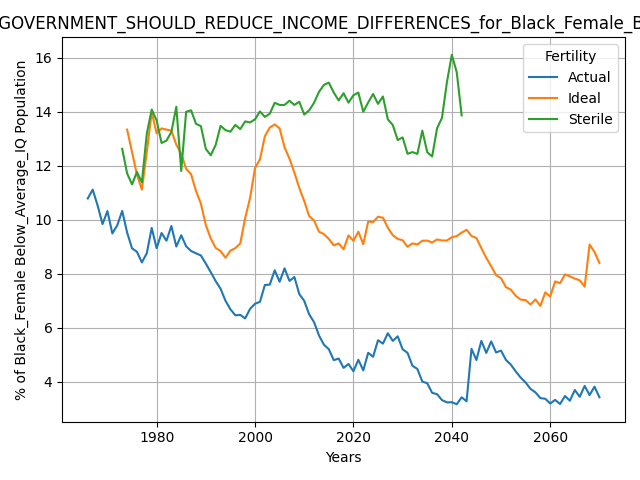 GOVERNMENT_SHOULD_REDUCE_INCOME_DIFFERENCES_for_Black_Female_B
% of Black_Female Below_Average_IQ Population
16
14
12
10
8
6
4
1980 2000 2020 2040 2060
Years
Fertility
Actual
Ideal
Sterile